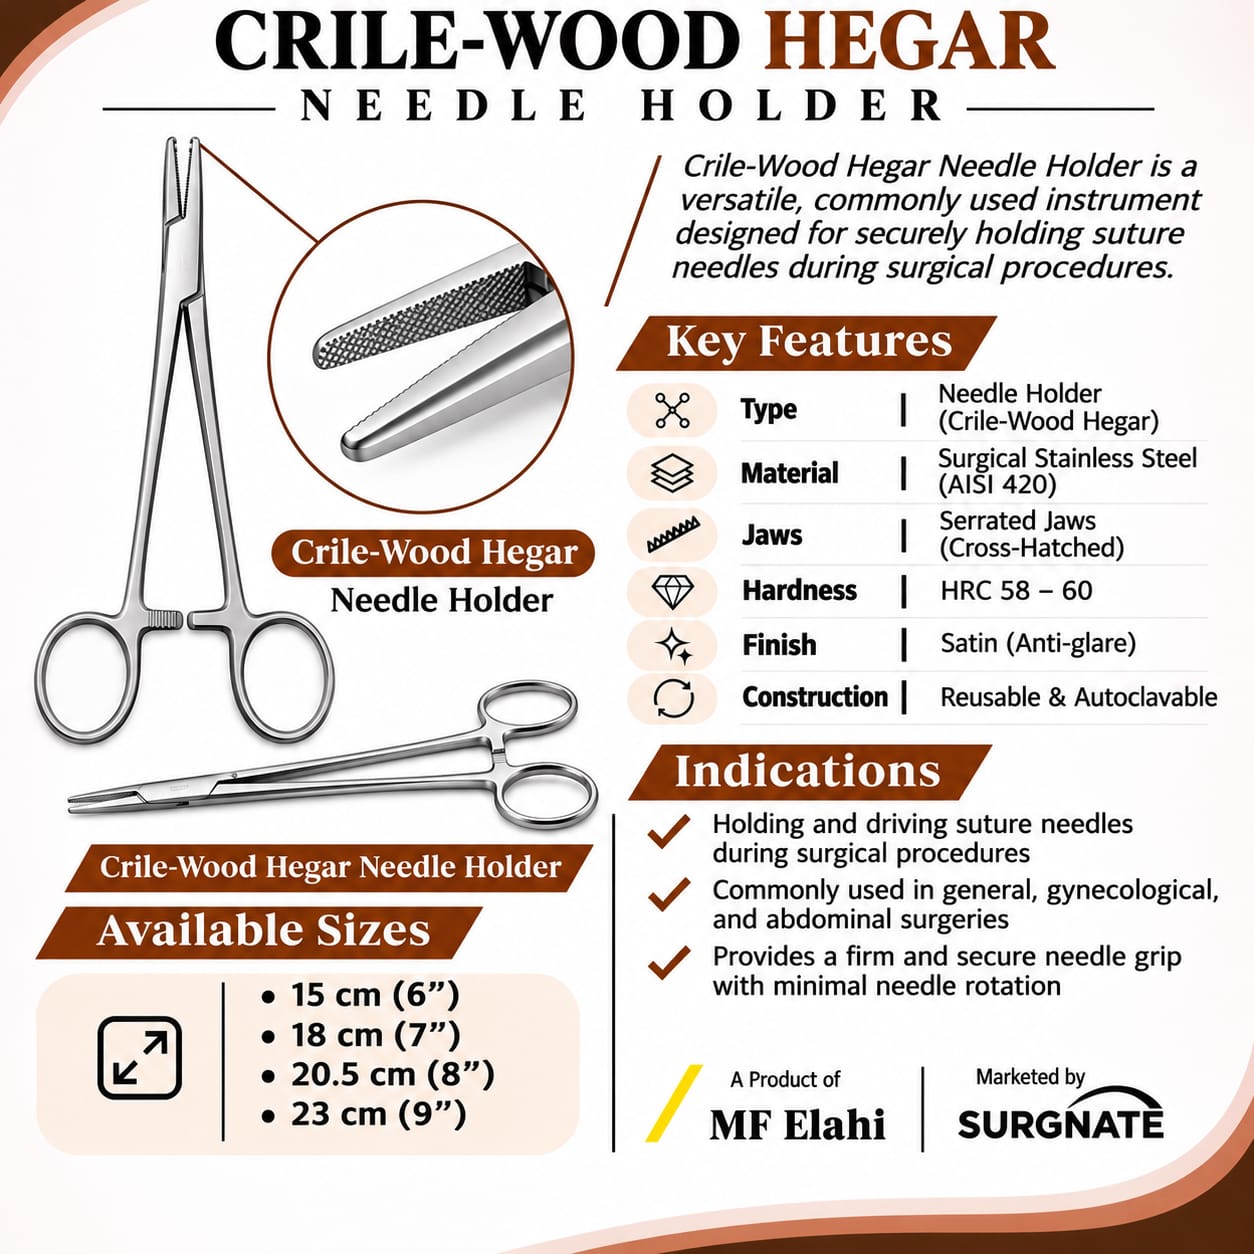 CRILE-WOOD HEGAR
NEEDLE HOLDER
Crile-Wood Hegar Needle Holder is a
versatile, commonly used instrument
designed for securely holding suture
needles during surgical procedures.
Crile-Wood Hegar
Needle Holder
Crile-Wood Hegar Needle Holder
Available Sizes
• 15 cm (6”)
• 18 cm (7”)
• 20.5 cm (8”)
• 23 cm (9”)
Key Features
Type | Needle Holder
(Crile-Wood Hegar)
Material | Surgical Stainless Steel
(AISI 420)
Jaws | Serrated Jaws
(Cross-Hatched)
Hardness | HRC 58 – 60
Finish | Satin (Anti-glare)
Construction | Reusable & Autoclavable
Indications
Holding and driving suture needles
during surgical procedures
Commonly used in general, gynecological,
and abdominal surgeries
Provides a firm and secure needle grip
with minimal needle rotation
A Product of
MF Elahi
Marketed by
SURGNATE